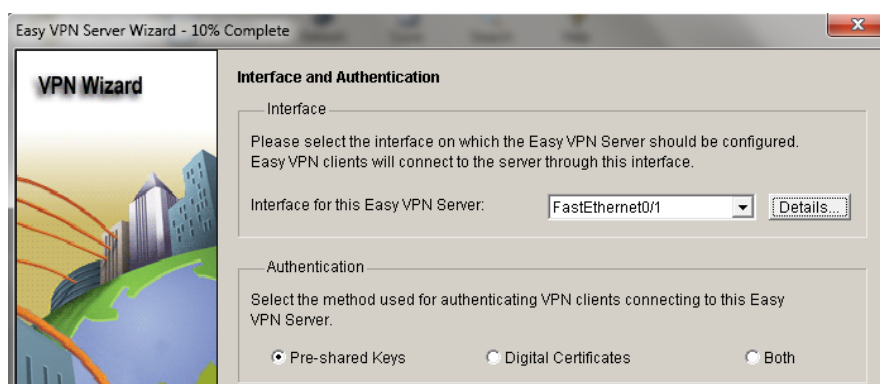 Easy VPN Server Wizard - 10% Complete
VPN Wizard
Interface and Authentication
Interface
Please select the interface on which the Easy VPN Server should be configured.
Easy VPN clients will connect to the server through this interface.
Interface for this Easy VPN Server:
FastEthernet0/1
Details...
Authentication
Select the method used for authenticating VPN clients connecting to this Easy
VPN Server.
Pre-shared Keys
Digital Certificates
Both